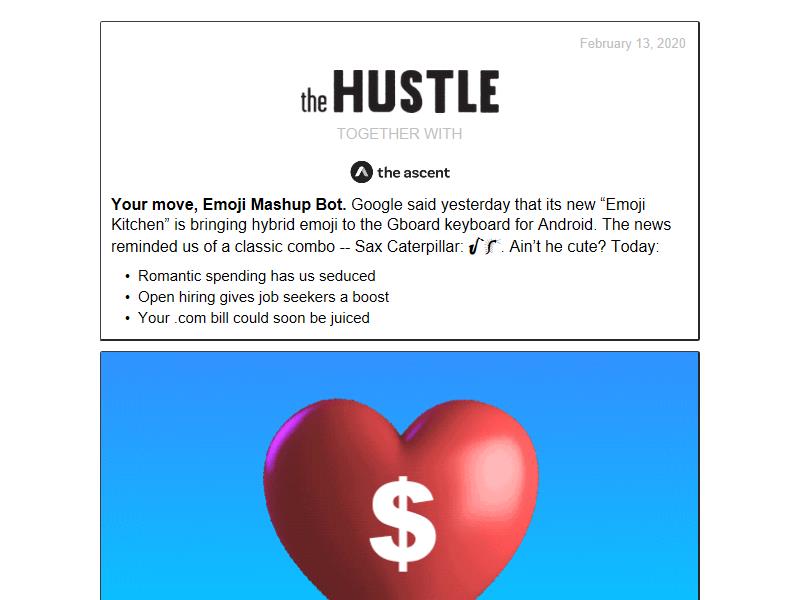 February 13, 2020
the HUSTLE
TOGETHER WITH
the ascent
Your move, Emoji Mashup Bot. Google said yesterday that its new “Emoji
Kitchen” is bringing hybrid emoji to the Gboard keyboard for Android. The news
reminded us of a classic combo -- Sax Caterpillar: . Ain’t he cute? Today:
• Romantic spending has us seduced
• Open hiring gives job seekers a boost
• Your .com bill could soon be juiced
$